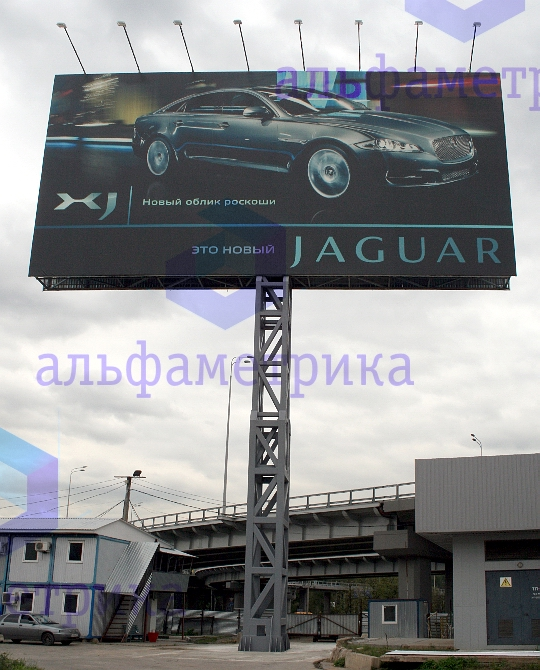 альфаметрика
XJ
Новый облик роскоши
это новый JAGUAR
альфаметрика